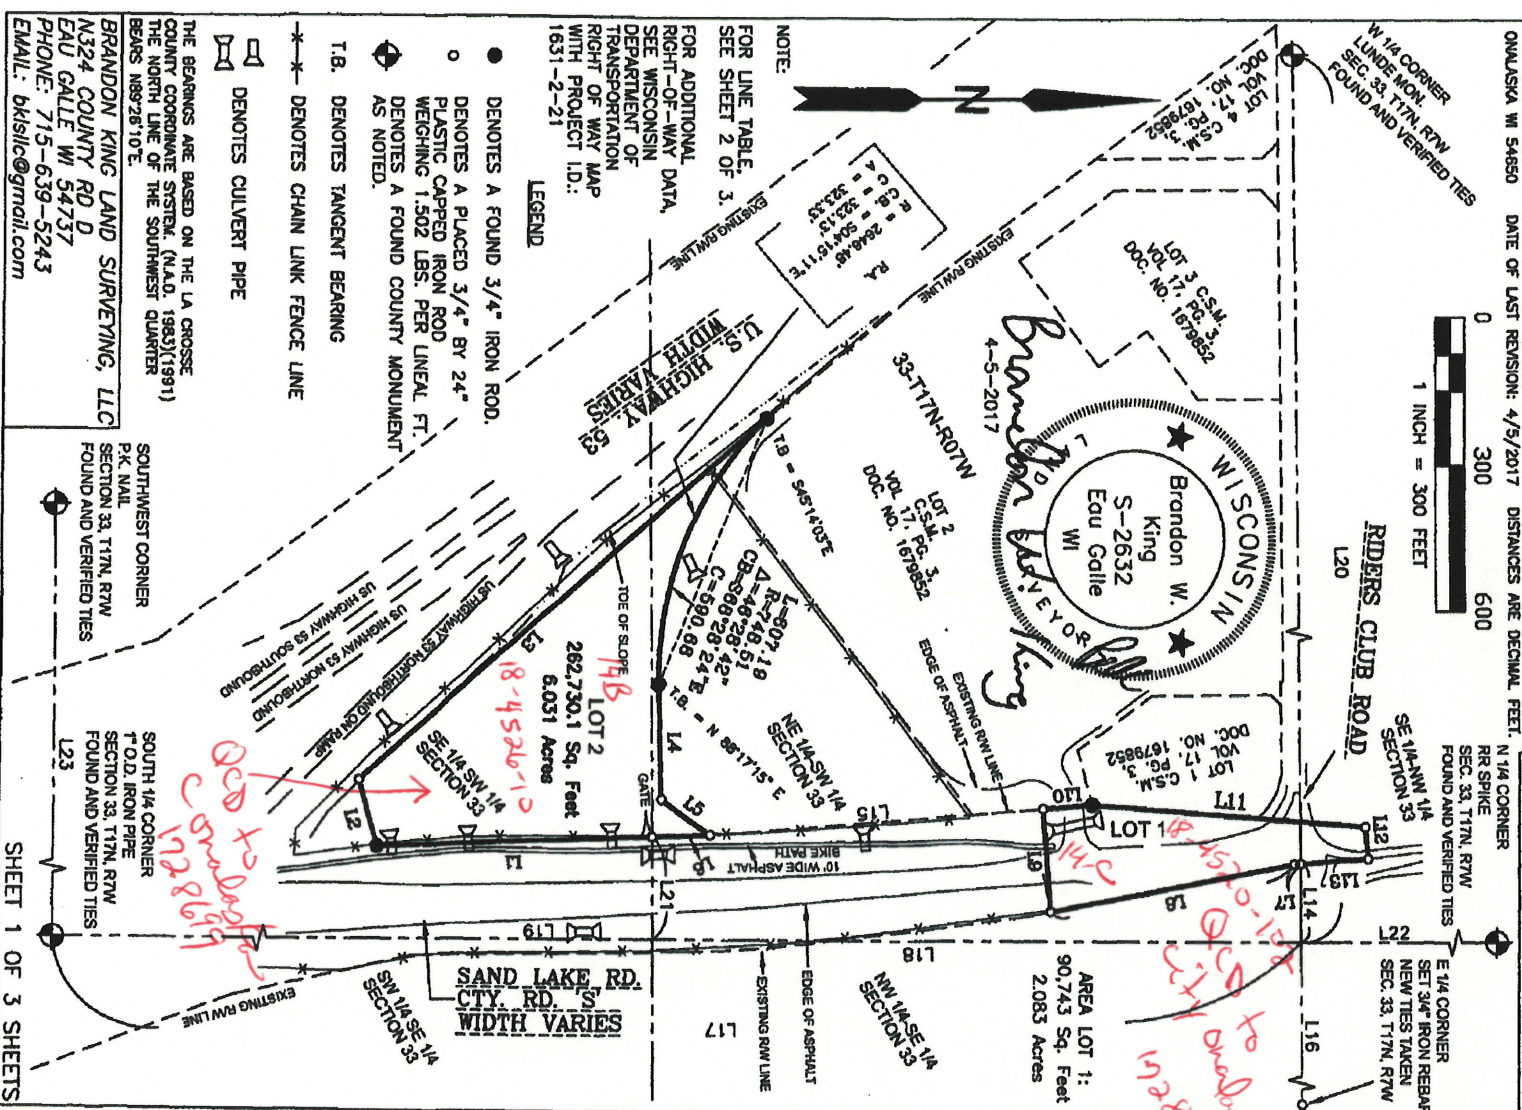 ONALASKA WI 54650 DATE OF LAST REVISION: 4/5/2017 DISTANCES ARE DECIMAL FEET.
0 300 600
1 INCH = 300 FEET
W 1/4 CORNER
LUNDE MON.
SEC. 33, T17N, R7W
FOUND AND VERIFIED TIES
LOT 4 C.S.M.
VOL 17, PG. 3,
DOC. NO. 1679852
LOT 3 C.S.M.
VOL 17, PG. 3,
DOC. NO. 1679852
WISCONSIN
Brandon W.
King
S-2632
Eau Galle
WI
LAND SURVEYOR
Brandon King
4-5-2017
33-T17N-R07W
RIDERS CLUB ROAD
L20
SE 1/4-NW 1/4
SECTION 33
N 1/4 CORNER
RR SPIKE
SEC. 33, T17N, R7W
FOUND AND VERIFIED TIES
E 1/4 CORNER
SET 3/4" IRON REBAR
NEW TIES TAKEN
SEC. 33, T17N, R7W
L22
L16
L14
L13
L12
L11
L10
L9
L8
L7
LOT 1 C.S.M.
VOL 17, PG. 3,
DOC. NO. 1679852
LOT 1
14-C
18-4520-102
QCD to
City
AREA LOT 1:
90,743 Sq. Feet
2.083 Acres
NOTE:
FOR LINE TABLE,
SEE SHEET 2 OF 3.
FOR ADDITIONAL
RIGHT-OF-WAY DATA,
SEE WISCONSIN
DEPARTMENT OF
TRANSPORTATION
RIGHT OF WAY MAP
WITH PROJECT I.D.:
1631-2-21
N
EXISTING R/W LINE
EXISTING R/W LINE
R.A.
R = 2648.48'
C.B. = S04°15'11"E
C = 323.13'
A = 323.33'
U.S. HIGHWAY. 53
WIDTH VARIES
T.B = S45°14'03"E
LOT 2
C.S.M.
VOL 17, PG. 3,
DOC. NO. 1679852
L=607.18
R=748.51
Δ=46°28'42"
CB=S68°28'24"E
C=590.68
T.B. = N 88°17'15" E
EXISTING R/W LINE
EDGE OF ASPHALT
NE 1/4-SW 1/4
SECTION 33
L15
L4
L5
L6
GATE
10' WIDE ASPHALT
BIKE PATH
L18
NW 1/4-SE 1/4
SECTION 33
EDGE OF ASPHALT
EXISTING R/W LINE
L17
L21
LEGEND
DENOTES A FOUND 3/4" IRON ROD.
DENOTES A PLACED 3/4" BY 24"
PLASTIC CAPPED IRON ROD
WEIGHING 1.502 LBS. PER LINEAL FT.
DENOTES A FOUND COUNTY MONUMENT
AS NOTED.
T.B. DENOTES TANGENT BEARING
DENOTES CHAIN LINK FENCE LINE
DENOTES CULVERT PIPE
THE BEARINGS ARE BASED ON THE LA CROSSE
COUNTY COORDINATE SYSTEM. (N.A.D. 1983)(1991)
THE NORTH LINE OF THE SOUTHWEST QUARTER
BEARS N89°28'10"E.
BRANDON KING LAND SURVEYING, LLC
N324 COUNTY RD D
EAU GALLE WI 54737
PHONE: 715-639-5243
EMAIL: bklsllc@gmail.com
TOE OF SLOPE
L3
14B
LOT 2
262,730.1 Sq. Feet
6.031 Acres
18-4526-10
SE 1/4 SW 1/4
SECTION 33
US HIGHWAY 53 NORTHBOUND ON RAMP
US HIGHWAY 53 NORTHBOUND
US HIGHWAY 53 SOUTHBOUND
L2
L1
L19
SAND LAKE RD.
CTY. RD. "S"
WIDTH VARIES
SW 1/4 SE 1/4
SECTION 33
EXISTING R/W LINE
QCD to
C onalaska
1728699
SOUTHWEST CORNER
P.K. NAIL
SECTION 33, T17N, R7W
FOUND AND VERIFIED TIES
L23
SOUTH 1/4 CORNER
1" O.D. IRON PIPE
SECTION 33, T17N, R7W
FOUND AND VERIFIED TIES
SHEET 1 OF 3 SHEETS